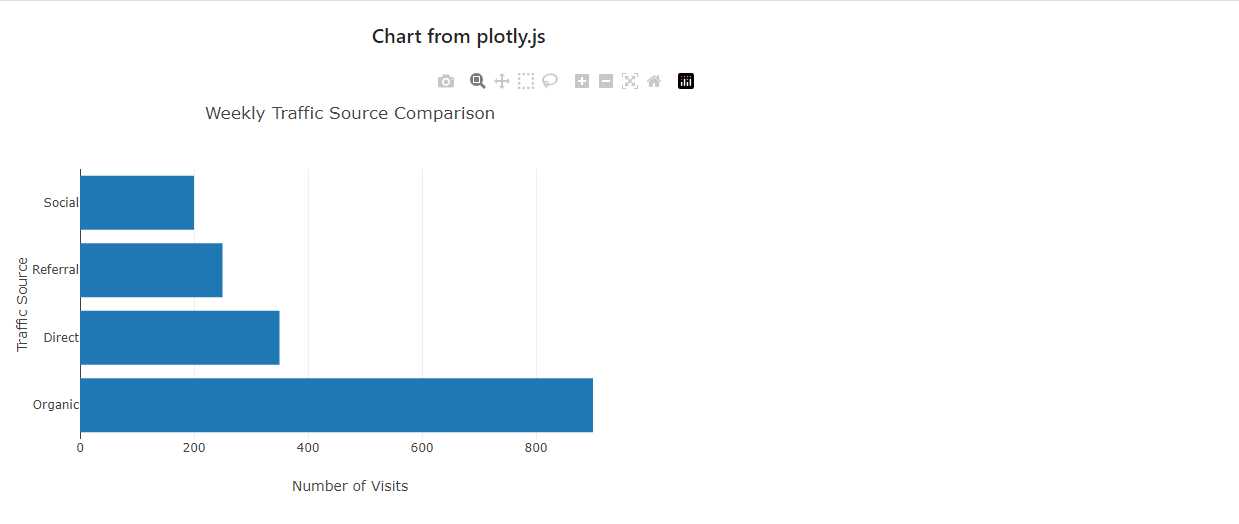 Chart from plotly.js
Weekly Traffic Source Comparison
Traffic Source
Social
Referral
Direct
Organic
0 200 400 600 800
Number of Visits